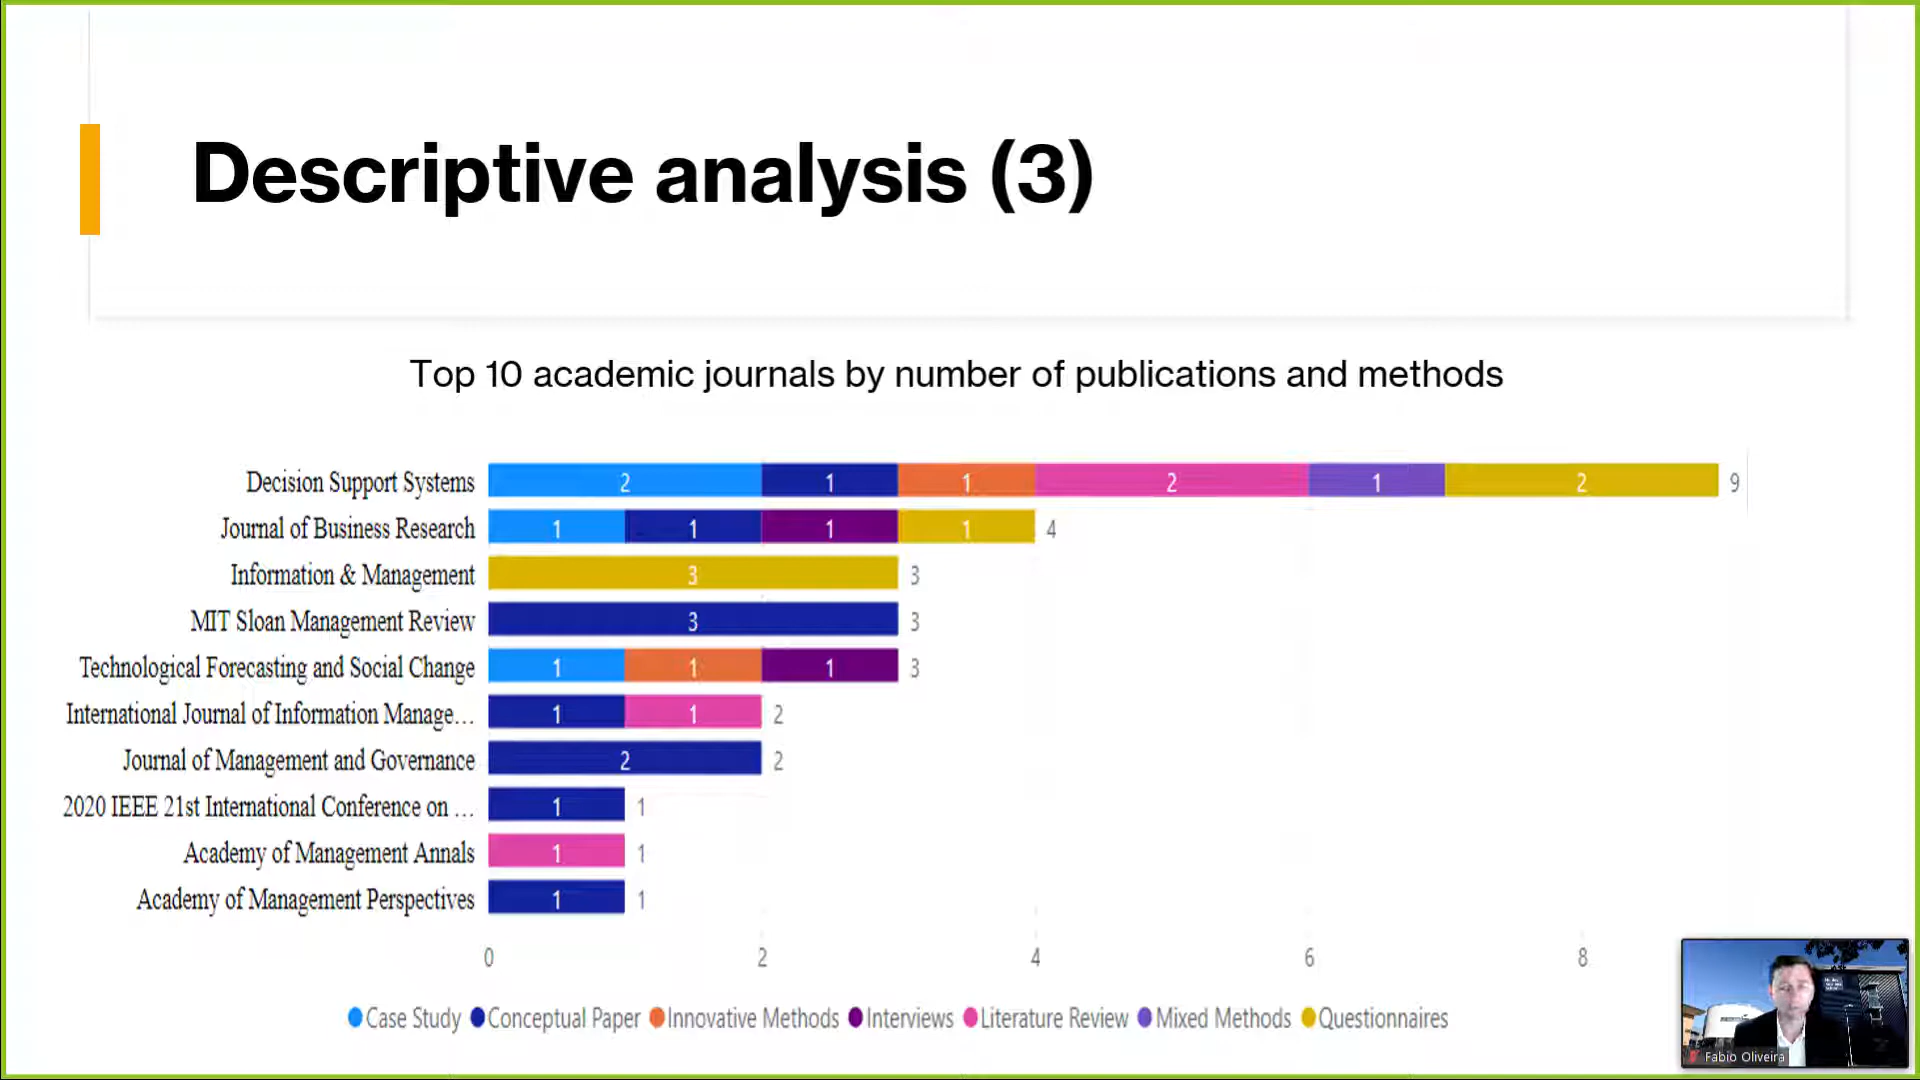 Descriptive analysis (3)
Top 10 academic journals by number of publications and methods
Decision Support Systems 2 1 1 2 1 2 9
Journal of Business Research 1 1 1 1 4
Information & Management 3 3
MIT Sloan Management Review 3 3
Technological Forecasting and Social Change 1 1 1 3
International Journal of Information Manage... 1 1 2
Journal of Management and Governance 2 2
2020 IEEE 21st International Conference on ... 1 1
Academy of Management Annals 1 1
Academy of Management Perspectives 1 1
0 2 4 6 8
Case Study Conceptual Paper Innovative Methods Interviews Literature Review Mixed Methods Questionnaires
Fabio Oliveira